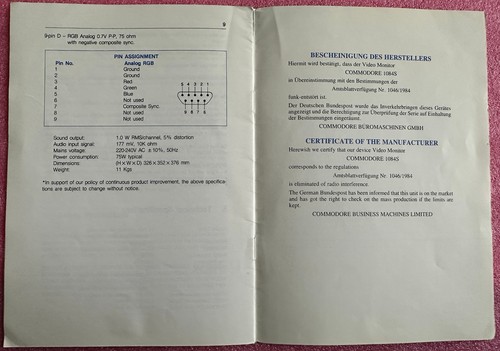 9
9-pin D – RGB Analog 0.7V P-P, 75 ohm
with negative composite sync.
PIN ASSIGNMENT
Pin No. Analog RGB
1 Ground
2 Ground
3 Red
4 Green
5 Blue
6 Not used
7 Composite Sync.
8 Not used
9 Not used
5 4 3 2 1
9 8 7 6
Sound output: 1.0 W RMS/channel, 5% distortion
Audio input signal: 177 mV, 10K ohm
Mains voltage: 220-240V AC ± 10%, 50Hz
Power consumption: 75W typical
Dimensions: (H × W × D) 328 × 352 × 376 mm
Weight: 11 Kgs
*In support of our policy of continuous product improvement, the above specifica-
tions are subject to change without notice.
BESCHEINIGUNG DES HERSTELLERS
Hiermit wird bestätigt, dass der Video Monitor
COMMODORE 1084S
in Übereinstimmung mit den Bestimmungen der
Amtsblattverfügung Nr. 1046/1984
funk-entstört ist.
Der Deutschen Bundespost wurde das Inverkehrbringen dieses Gerätes
angezeigt und die Berechtigung zur Überprüfung der Serie auf Einhaltung
der Bestimmungen eingeräumt.
COMMODORE BÜROMASCHINEN GMBH
CERTIFICATE OF THE MANUFACTURER
Herewith we certify that our device Video Monitor
COMMODORE 1084S
corresponds to the regulations
Amtsblattverfügung Nr. 1046/1984
is eliminated of radio interference.
The German Bundespost has been informed that this unit is on the market
and has got the right to check on the mass production if the limits are
kept.
COMMODORE BUSINESS MACHINES LIMITED